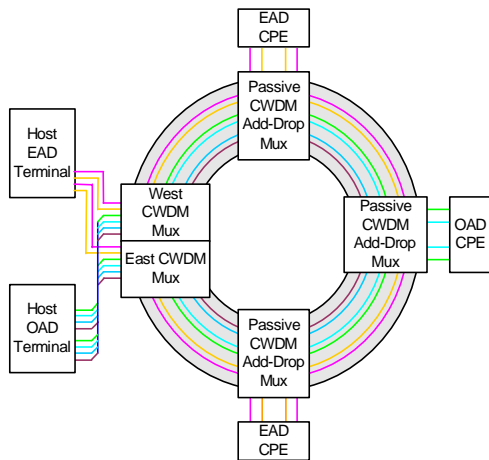 EAD
CPE
Passive
CWDM
Add-Drop
Mux
Host
EAD
Terminal
West
CWDM
Mux
Passive
CWDM
Add-Drop
Mux
OAD
CPE
East CWDM
Mux
Host
OAD
Terminal
Passive
CWDM
Add-Drop
Mux
EAD
CPE